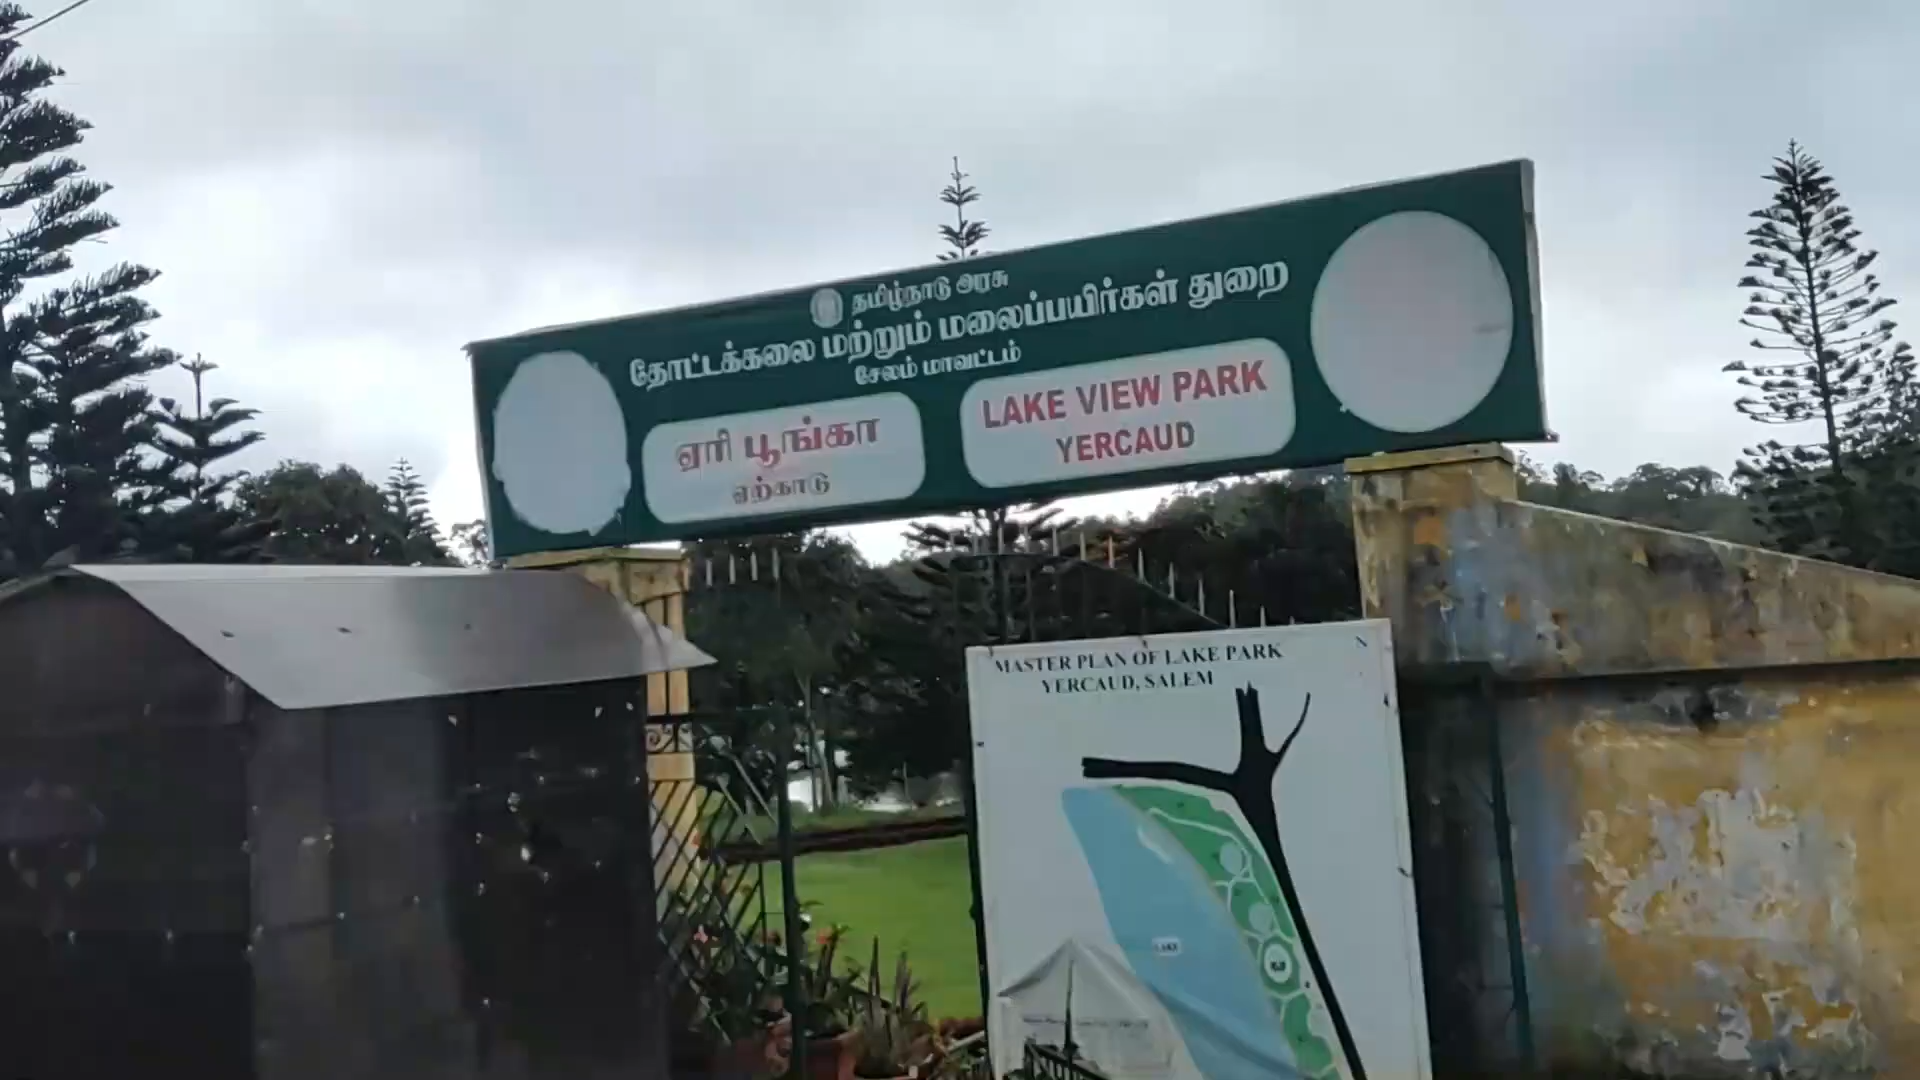 தமிழ்நாடு அரசு
தோட்டக்கலை மற்றும் மலைப்பயிர்கள் துறை
சேலம் மாவட்டம்
ஏரி பூங்கா
ஏற்காடு
LAKE VIEW PARK
YERCAUD
MASTER PLAN OF LAKE PARK
YERCAUD, SALEM
N
LAKE